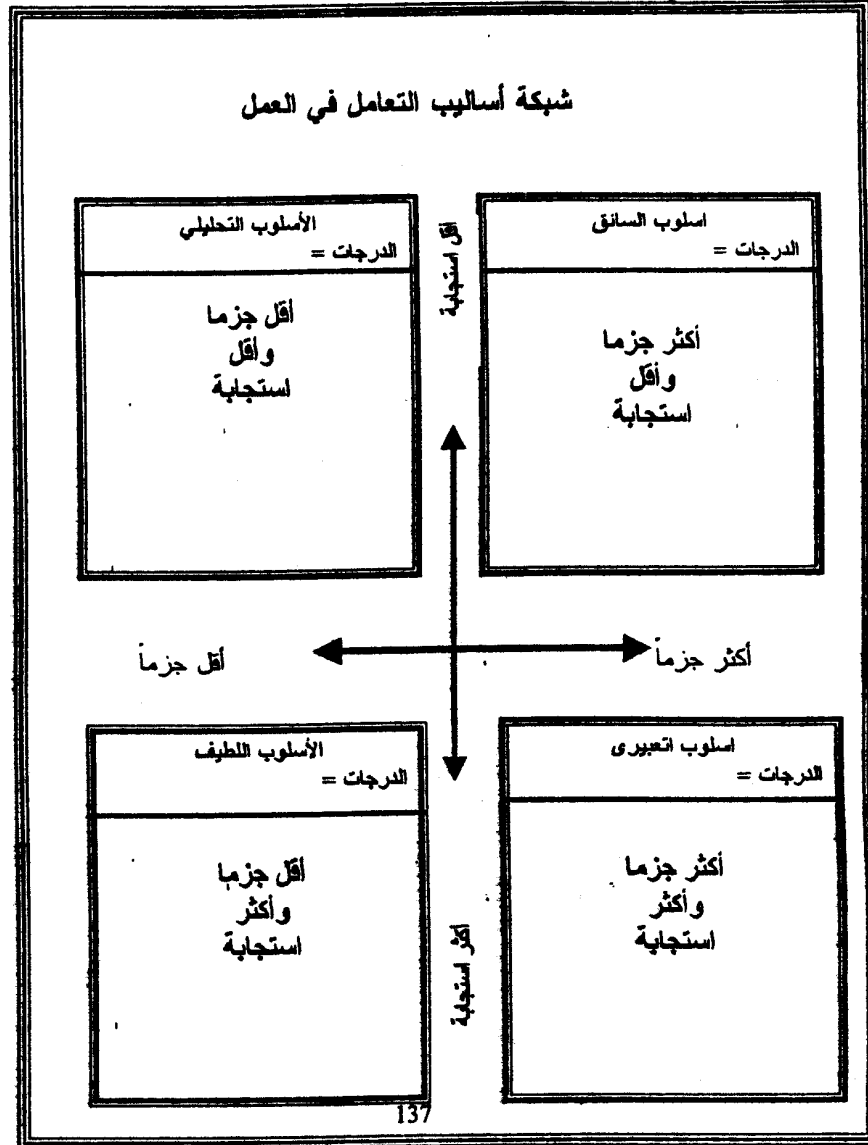 شبكة أساليب التعامل في العمل
اسلوب السائق
الدرجات =
أكثر جزما
وأقل
استجابة
أقل استجابة
الأسلوب التحليلي
الدرجات =
أقل جزما
وأقل
استجابة
أكثر جزماً
أقل جزماً
اسلوب اتعبيرى
الدرجات =
أكثر جزما
وأكثر
استجابة
أكثر استجابة
الأسلوب اللطيف
الدرجات =
أقل جزما
وأكثر
استجابة
137